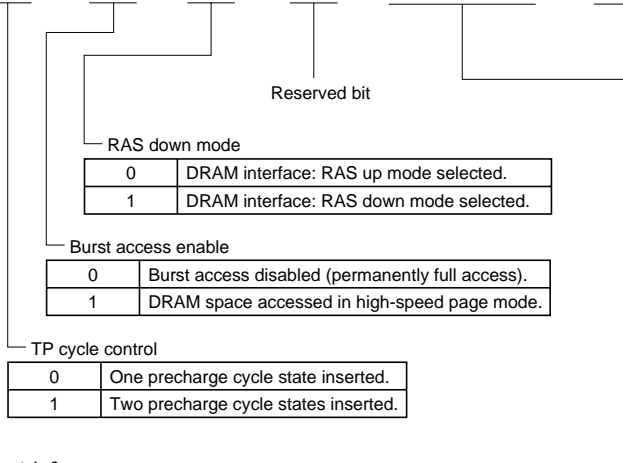 Reserved bit
RAS down mode
0 DRAM interface: RAS up mode selected.
1 DRAM interface: RAS down mode selected.
Burst access enable
0 Burst access disabled (permanently full access).
1 DRAM space accessed in high-speed page mode.
TP cycle control
0 One precharge cycle state inserted.
1 Two precharge cycle states inserted.